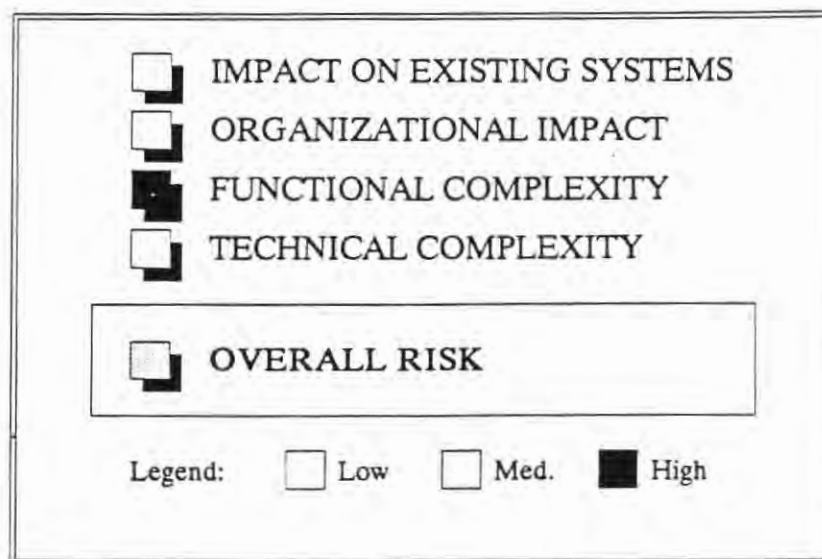 IMPACT ON EXISTING SYSTEMS
ORGANIZATIONAL IMPACT
FUNCTIONAL COMPLEXITY
TECHNICAL COMPLEXITY
OVERALL RISK
Legend: Low Med. High